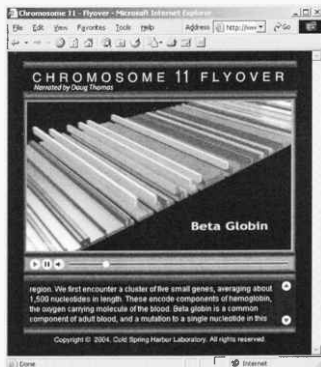 Chromosome 11 - Flyover - Microsoft Internet Explorer
File Edit View Favorites Tools Help Address http:// Go
CHROMOSOME 11 FLYOVER
Narrated by Doug Thomas
Beta Globin
region. We first encounter a cluster of five small genes, averaging about
1,500 nucleotides in length. These encode components of hemoglobin,
the oxygen carrying molecule of the blood. Beta globin is a common
component of adult blood, and a mutation to a single nucleotide in this
Copyright © 2004, Cold Spring Harbor Laboratory. All rights reserved.
Done Internet